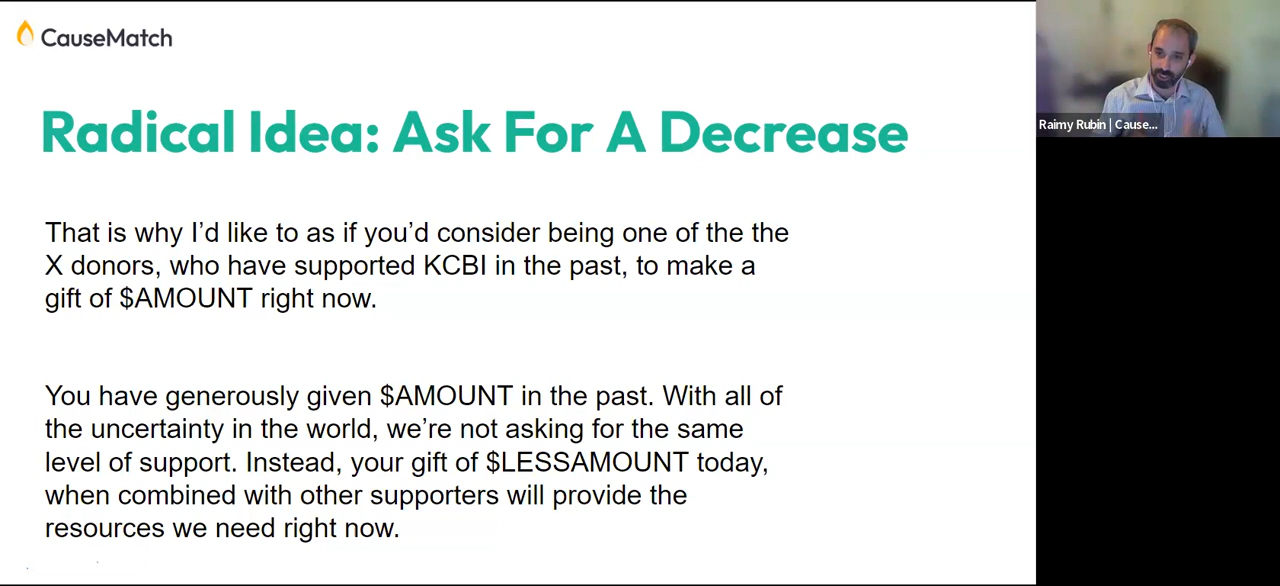 CauseMatch
Radical Idea: Ask For A Decrease
That is why I’d like to as if you’d consider being one of the the
X donors, who have supported KCBI in the past, to make a
gift of $AMOUNT right now.
You have generously given $AMOUNT in the past. With all of
the uncertainty in the world, we’re not asking for the same
level of support. Instead, your gift of $LESSAMOUNT today,
when combined with other supporters will provide the
resources we need right now.
Raimy Rubin | Cause...